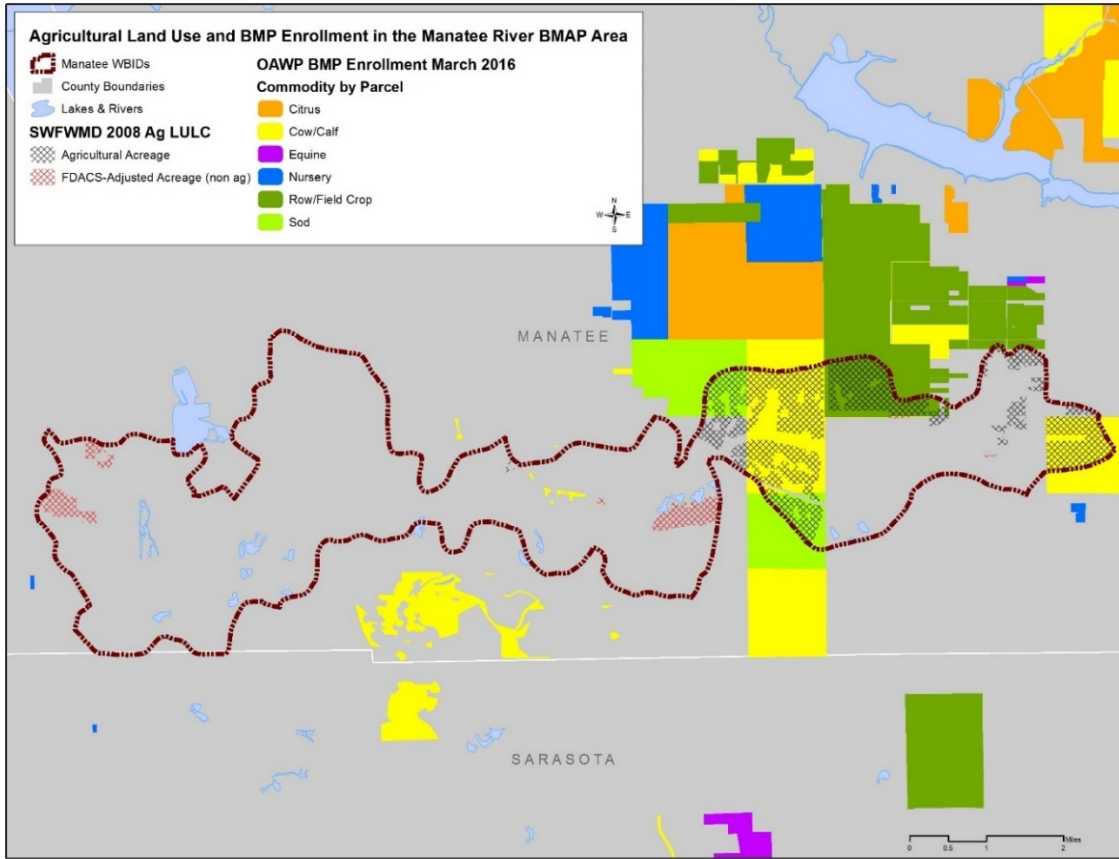 Agricultural Land Use and BMP Enrollment in the Manatee River BMAP Area
Manatee WBIDs
County Boundaries
Lakes & Rivers
SWFWMD 2008 Ag LULC
Agricultural Acreage
FDACS-Adjusted Acreage (non ag)
OAWP BMP Enrollment March 2016
Commodity by Parcel
Citrus
Cow/Calf
Equine
Nursery
Row/Field Crop
Sod
N
W E
S
MANATEE
SARASOTA
0 0.5 1 2
Miles